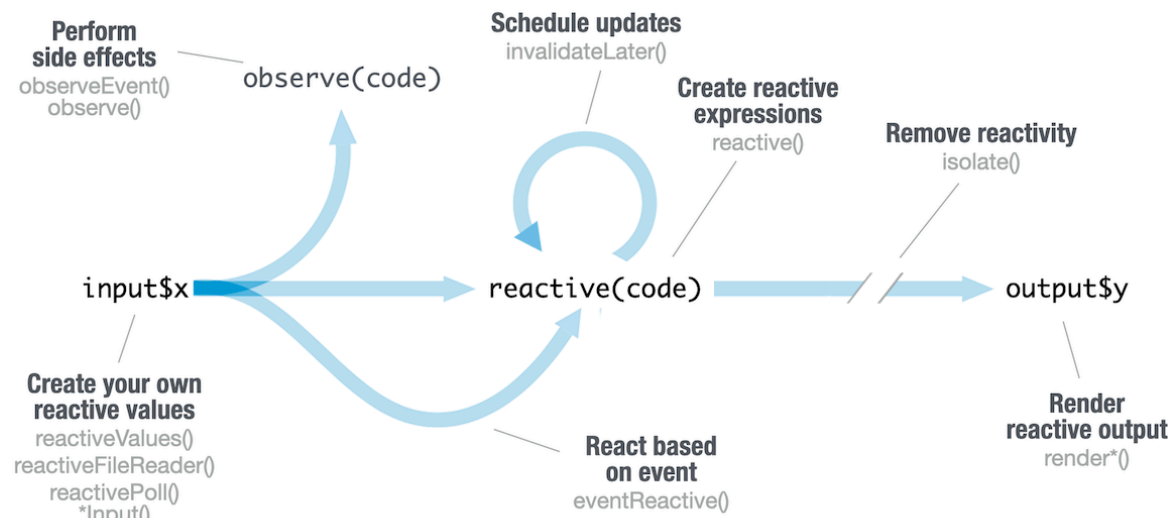 Perform
side effects
observeEvent()
observe()
observe(code)
Schedule updates
invalidateLater()
Create reactive
expressions
reactive()
Remove reactivity
isolate()
input$x
reactive(code)
output$y
Create your own
reactive values
reactiveValues()
reactiveFileReader()
reactivePoll()
*Input()
React based
on event
eventReactive()
Render
reactive output
render*()